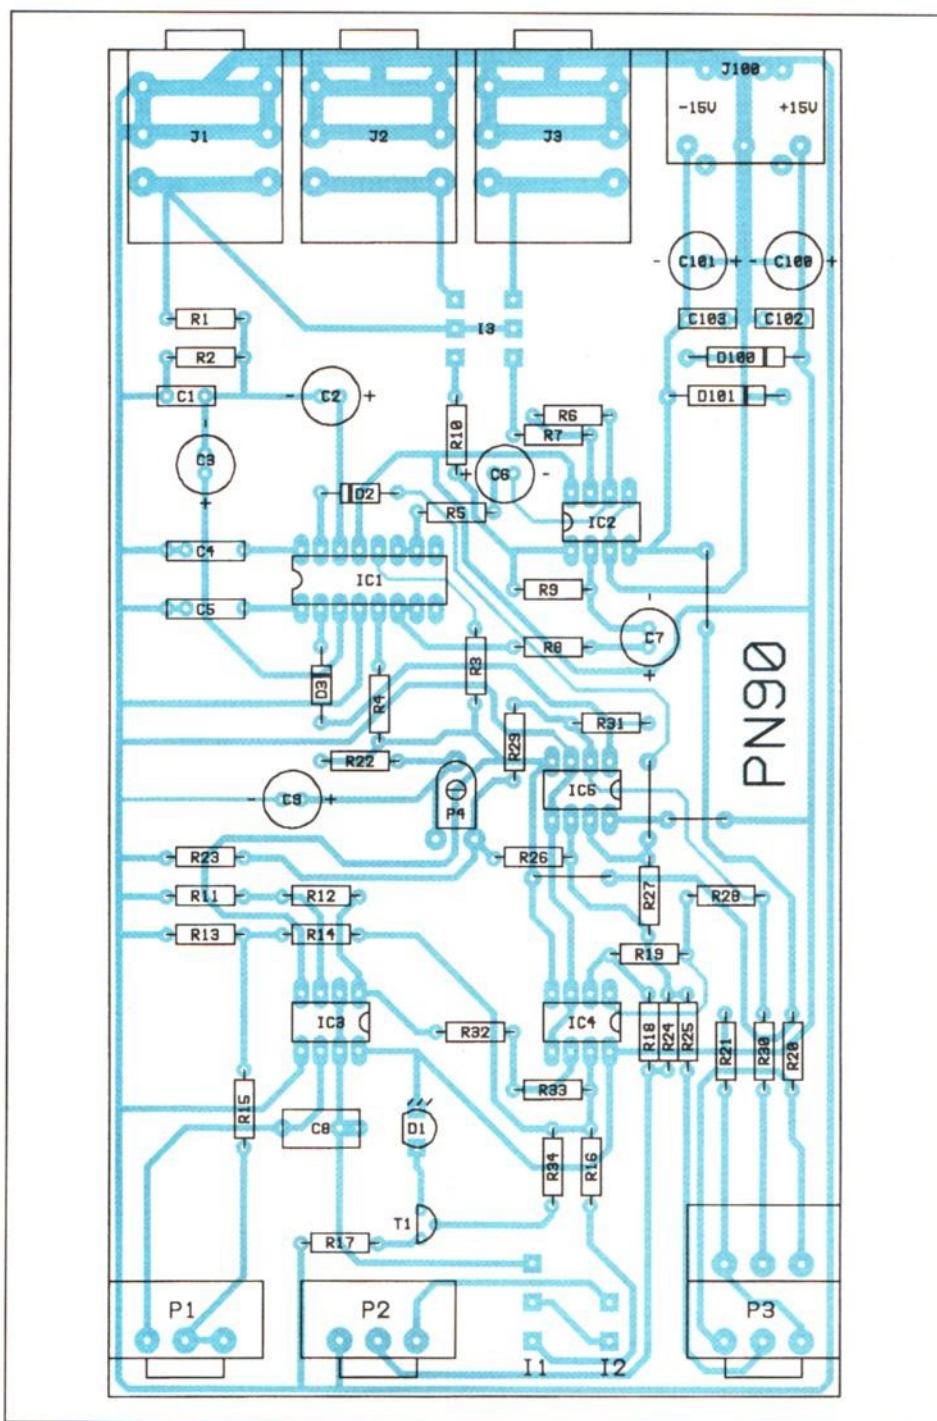 J100
-15V +15V
J1 J2 J3
- C101 + - C100 +
R1 I3 C103 C102
R2 D100
C1 - C2 + D101
R6
R10 R7
-
C3
+
+ C6 -
D2
R5 IC2
C4
IC1
R9
C5
-
C7
+
R3 R8
D3 R4
R29 R31
R22
PN90
- C9 + P4 IC5
R23 R26
R27
R11 R12 R28
R13 R14
R19
IC3 R32 IC4 R18 R24 R25 R21 R30 R20
R33
R15
C8 D1
R34 R16
T1
R17
P1 P2 P3
I1 I2